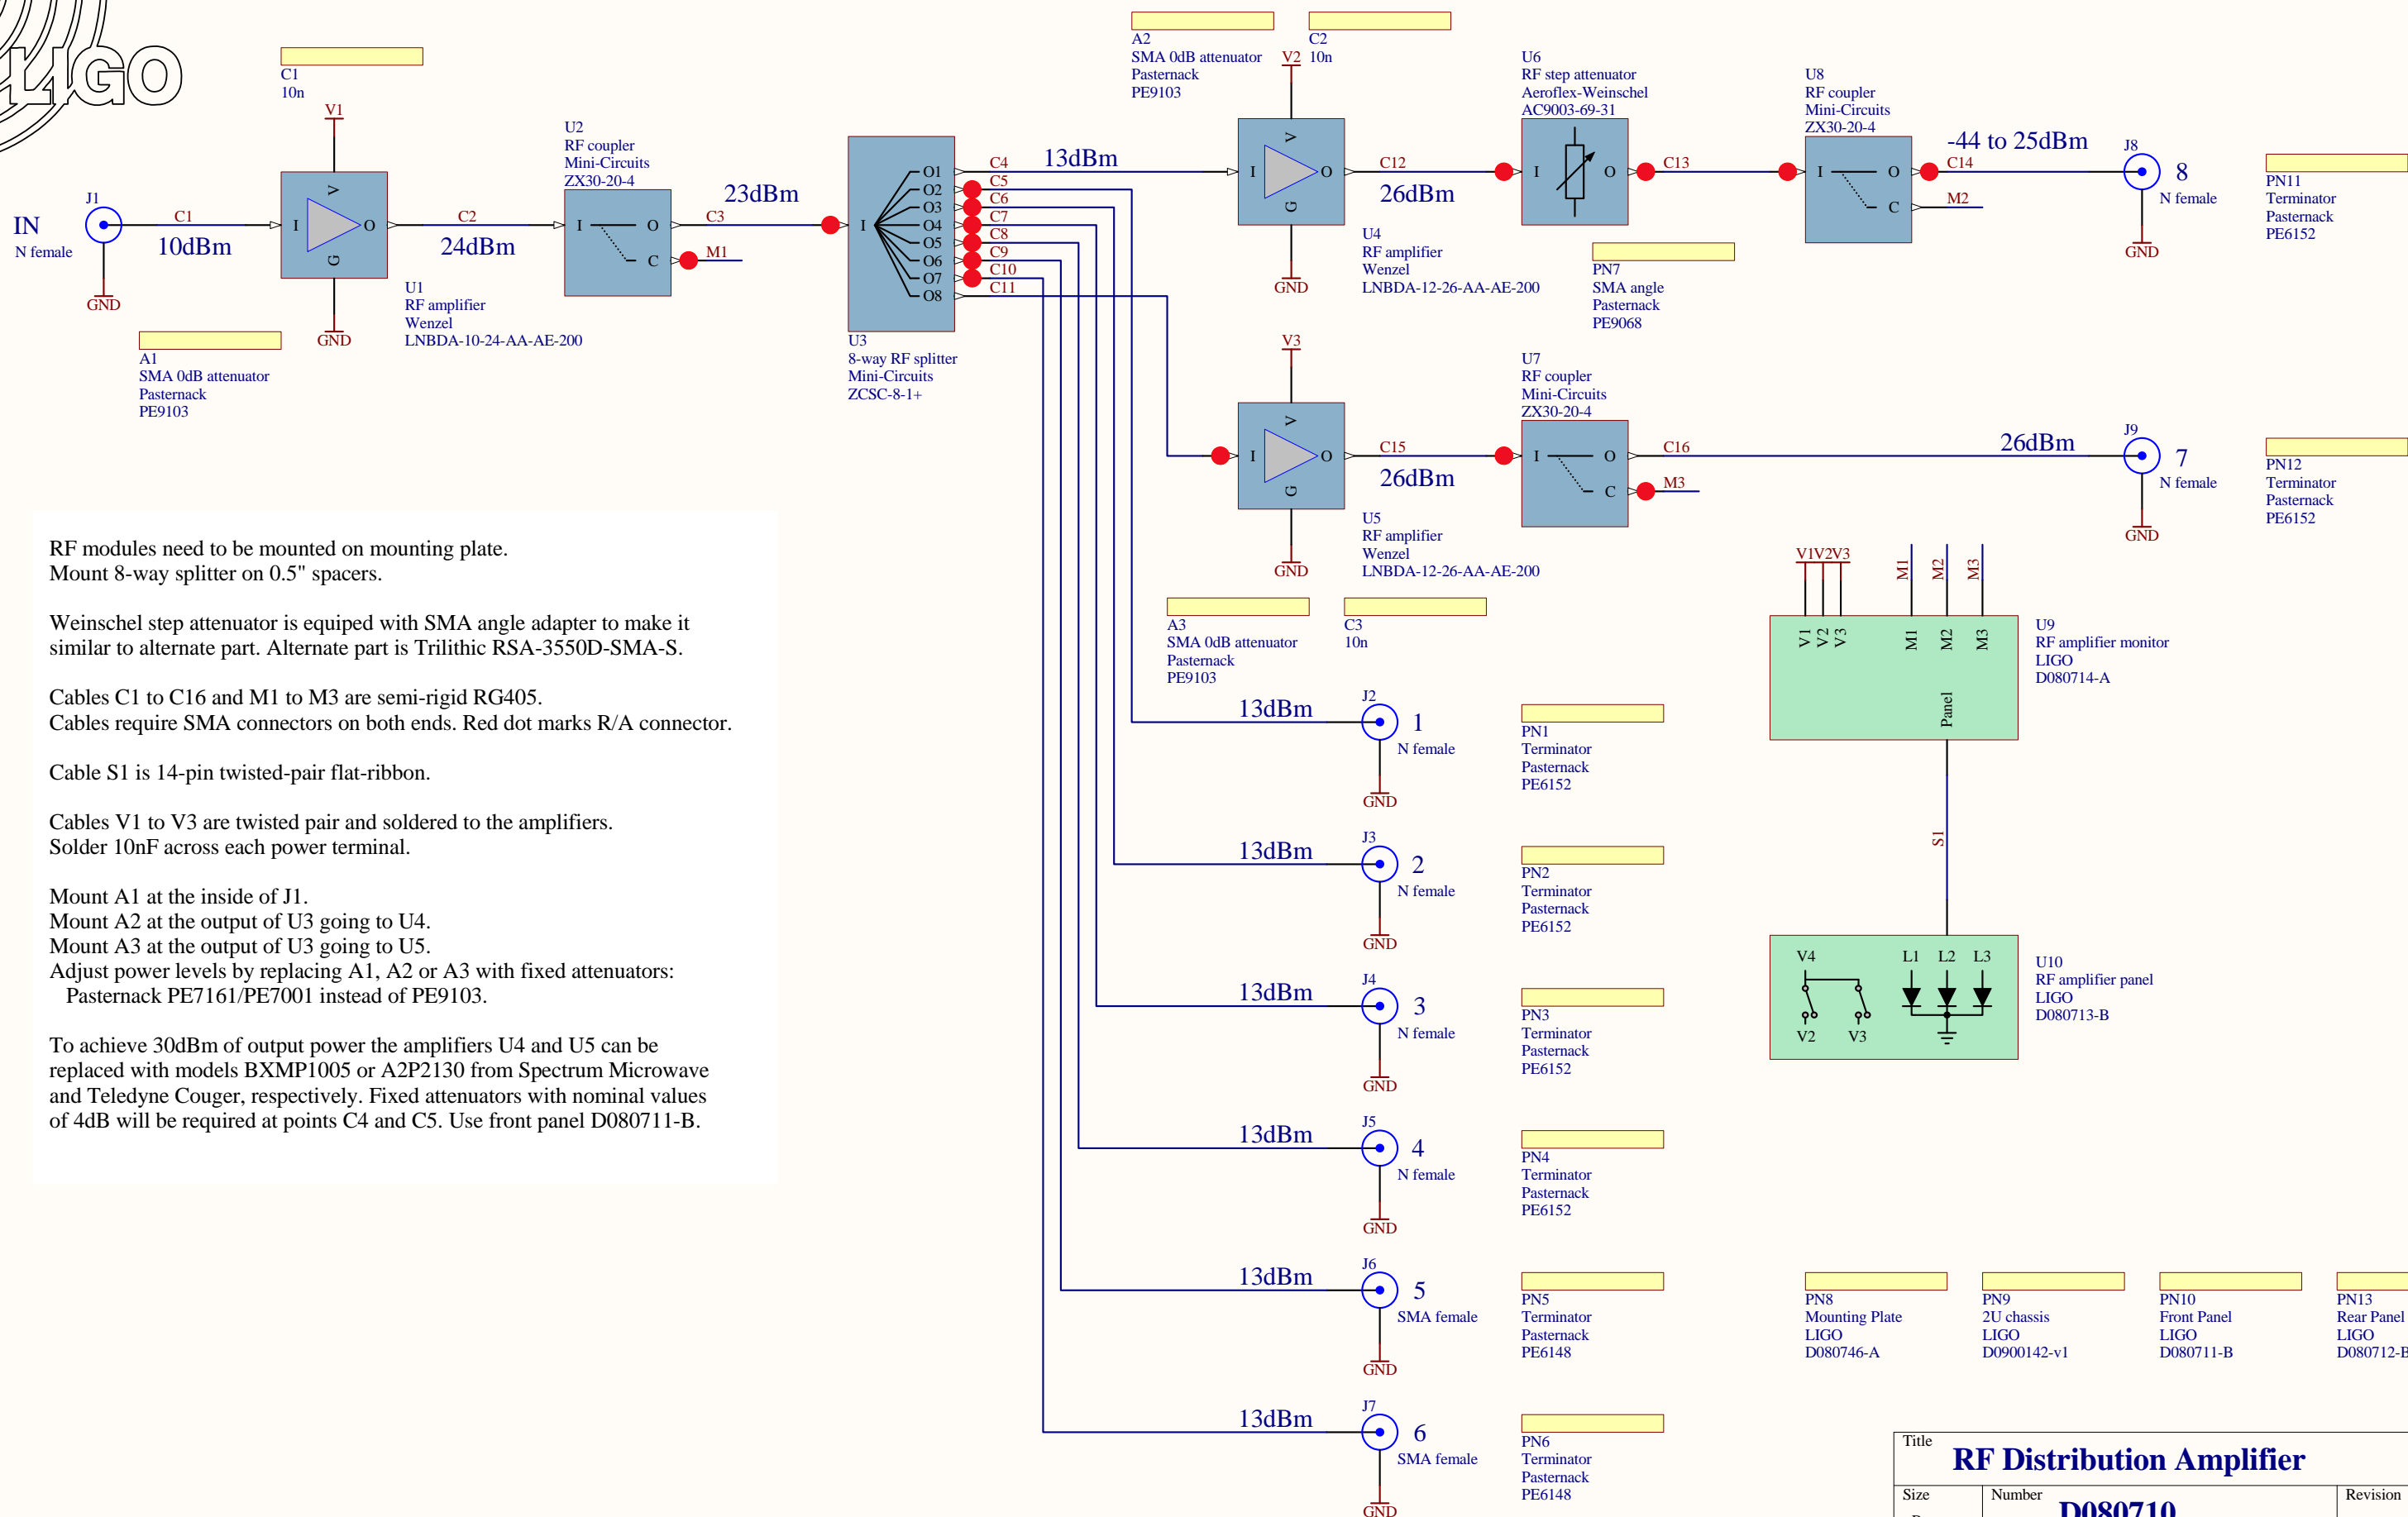 LIGO
C1
10n
V1
IN
N female
J1
C1
10dBm
GND
A1
SMA 0dB attenuator
Pasternack
PE9103
I
V
O
G
GND
U1
RF amplifier
Wenzel
LNBDA-10-24-AA-AE-200
C2
24dBm
U2
RF coupler
Mini-Circuits
ZX30-20-4
I
O
C
C3
M1
23dBm
I
O1
O2
O3
O4
O5
O6
O7
O8
U3
8-way RF splitter
Mini-Circuits
ZCSC-8-1+
C4
C5
C6
C7
C8
C9
C10
C11
13dBm
A2
SMA 0dB attenuator
Pasternack
PE9103
C2
10n
V2
I
V
O
G
GND
U4
RF amplifier
Wenzel
LNBDA-12-26-AA-AE-200
C12
26dBm
U6
RF step attenuator
Aeroflex-Weinschel
AC9003-69-31
I
O
PN7
SMA angle
Pasternack
PE9068
C13
U8
RF coupler
Mini-Circuits
ZX30-20-4
I
O
C
-44 to 25dBm
C14
M2
J8
8
N female
GND
PN11
Terminator
Pasternack
PE6152
V3
I
V
O
G
GND
U5
RF amplifier
Wenzel
LNBDA-12-26-AA-AE-200
C15
26dBm
U7
RF coupler
Mini-Circuits
ZX30-20-4
I
O
C
C16
M3
26dBm
J9
7
N female
GND
PN12
Terminator
Pasternack
PE6152
A3
SMA 0dB attenuator
Pasternack
PE9103
C3
10n
RF modules need to be mounted on mounting plate.
Mount 8-way splitter on 0.5" spacers.
Weinschel step attenuator is equiped with SMA angle adapter to make it
similar to alternate part. Alternate part is Trilithic RSA-3550D-SMA-S.
Cables C1 to C16 and M1 to M3 are semi-rigid RG405.
Cables require SMA connectors on both ends. Red dot marks R/A connector.
Cable S1 is 14-pin twisted-pair flat-ribbon.
Cables V1 to V3 are twisted pair and soldered to the amplifiers.
Solder 10nF across each power terminal.
Mount A1 at the inside of J1.
Mount A2 at the output of U3 going to U4.
Mount A3 at the output of U3 going to U5.
Adjust power levels by replacing A1, A2 or A3 with fixed attenuators:
Pasternack PE7161/PE7001 instead of PE9103.
To achieve 30dBm of output power the amplifiers U4 and U5 can be
replaced with models BXMP1005 or A2P2130 from Spectrum Microwave
and Teledyne Couger, respectively. Fixed attenuators with nominal values
of 4dB will be required at points C4 and C5. Use front panel D080711-B.
13dBm
J2
1
N female
GND
PN1
Terminator
Pasternack
PE6152
13dBm
J3
2
N female
GND
PN2
Terminator
Pasternack
PE6152
13dBm
J4
3
N female
GND
PN3
Terminator
Pasternack
PE6152
13dBm
J5
4
N female
GND
PN4
Terminator
Pasternack
PE6152
13dBm
J6
5
SMA female
GND
PN5
Terminator
Pasternack
PE6148
13dBm
J7
6
SMA female
GND
PN6
Terminator
Pasternack
PE6148
V1V2V3
M1
M2
M3
V1
V2
V3
M1
M2
M3
Panel
U9
RF amplifier monitor
LIGO
D080714-A
S1
V4
L1 L2 L3
V2
V3
U10
RF amplifier panel
LIGO
D080713-B
PN8
Mounting Plate
LIGO
D080746-A
PN9
2U chassis
LIGO
D0900142-v1
PN10
Front Panel
LIGO
D080711-B
PN13
Rear Panel
LIGO
D080712-B
Title
RF Distribution Amplifier
Size
Number
D080710
Revision